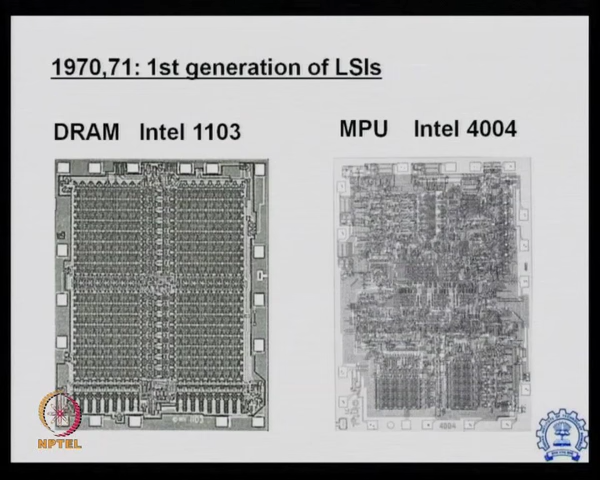 1970,71: 1st generation of LSIs
DRAM Intel 1103
MPU Intel 4004
4004
NPTEL